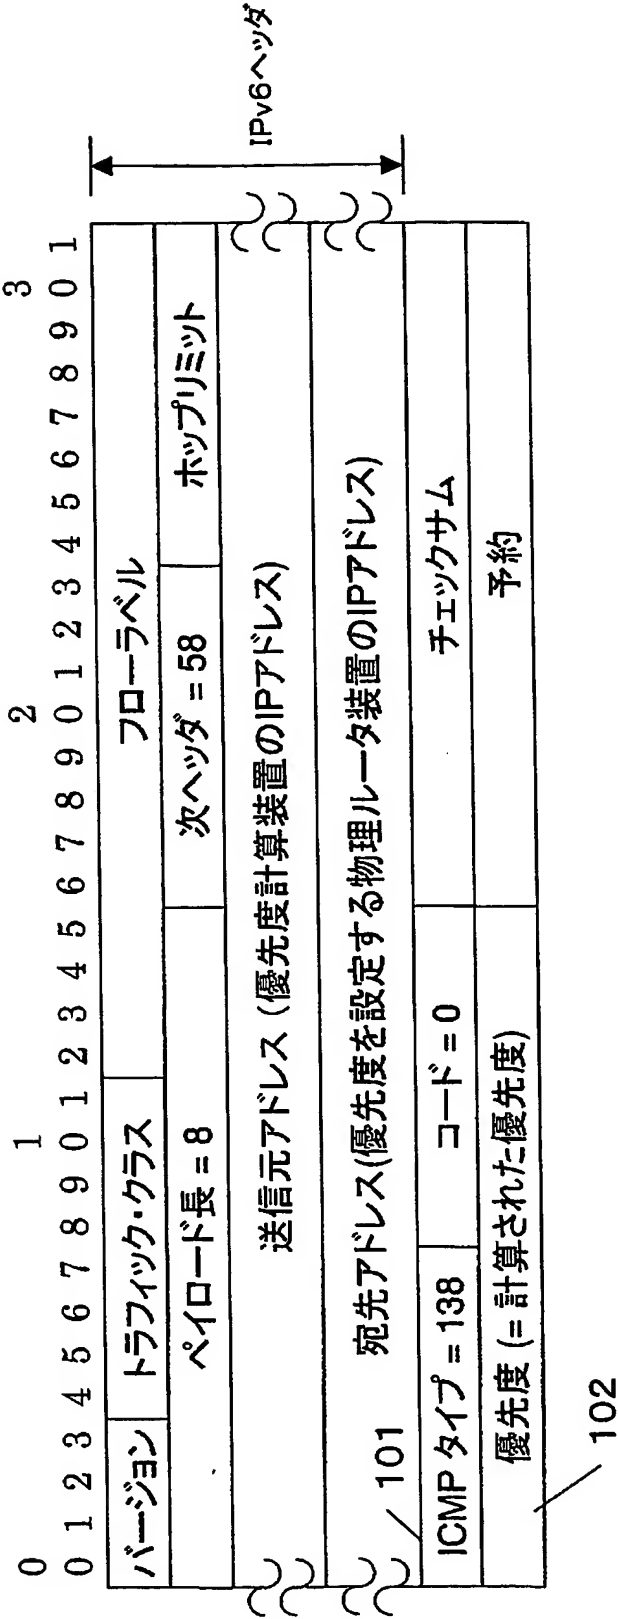 0 1 2 3
0 1 2 3 4 5 6 7 8 9 0 1 2 3 4 5 6 7 8 9 0 1 2 3 4 5 6 7 8 9 0 1
バージョン トラフィック・クラス フローラベル
ペイロード長 = 8 次ヘッダ = 58 ホップリミット
送信元アドレス (優先度計算装置のIPアドレス)
宛先アドレス(優先度を設定する物理ルータ装置のIPアドレス)
IPv6ヘッダ
101
ICMP タイプ = 138 コード = 0 チェックサム
優先度 (= 計算された優先度) 予約
102